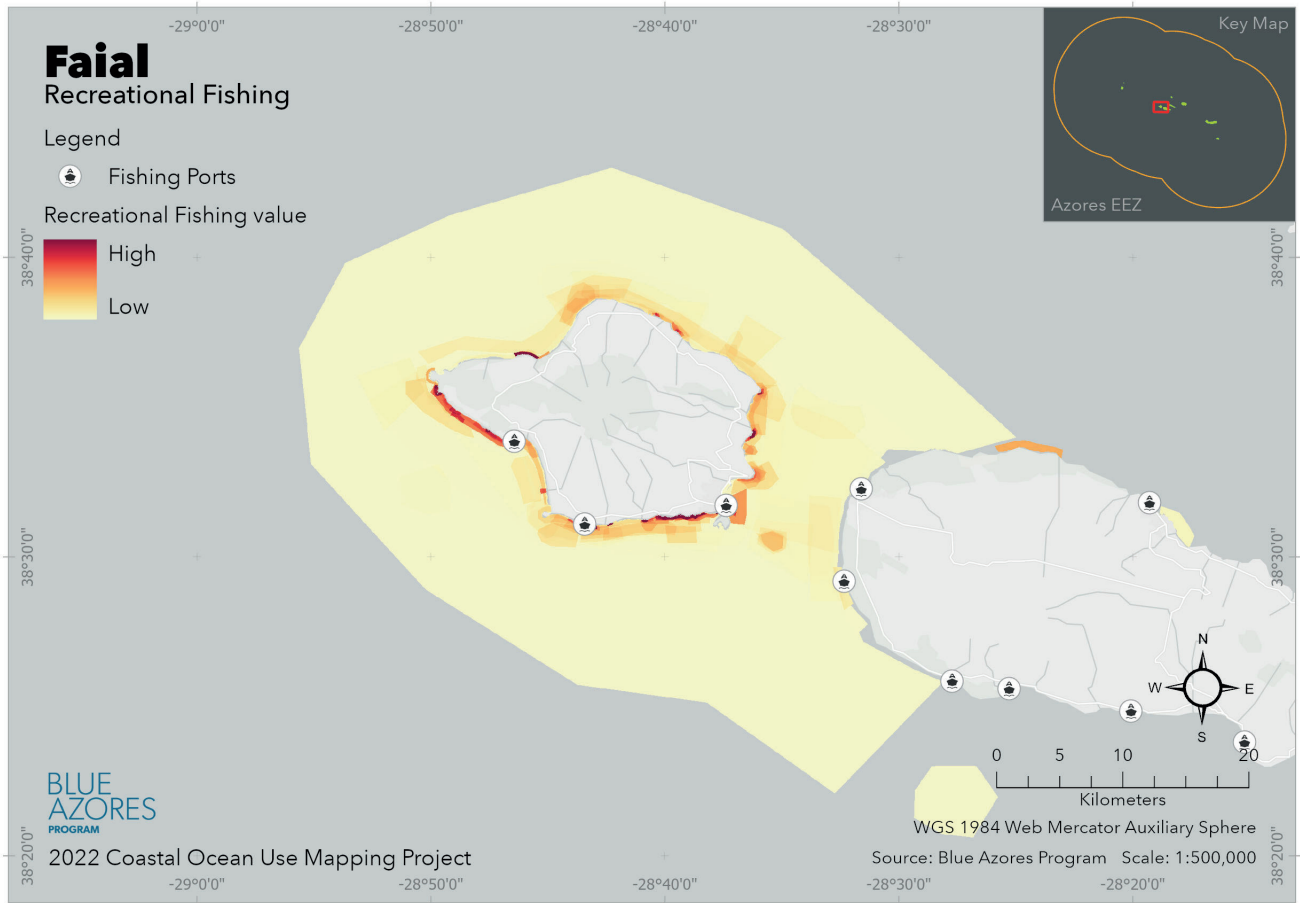 -29°0'0"
-28°50'0"
-28°40'0"
-28°30'0"
Key Map
Faial
Recreational Fishing
Legend
Fishing Ports
Recreational Fishing value
High
Low
Azores EEZ
38°40'0"
38°40'0"
38°30'0"
38°30'0"
N
W
E
S
0 5 10 20
Kilometers
BLUE
AZORES
PROGRAM
WGS 1984 Web Mercator Auxiliary Sphere
2022 Coastal Ocean Use Mapping Project
Source: Blue Azores Program Scale: 1:500,000
38°20'0"
38°20'0"
-29°0'0"
-28°50'0"
-28°40'0"
-28°30'0"
-28°20'0"